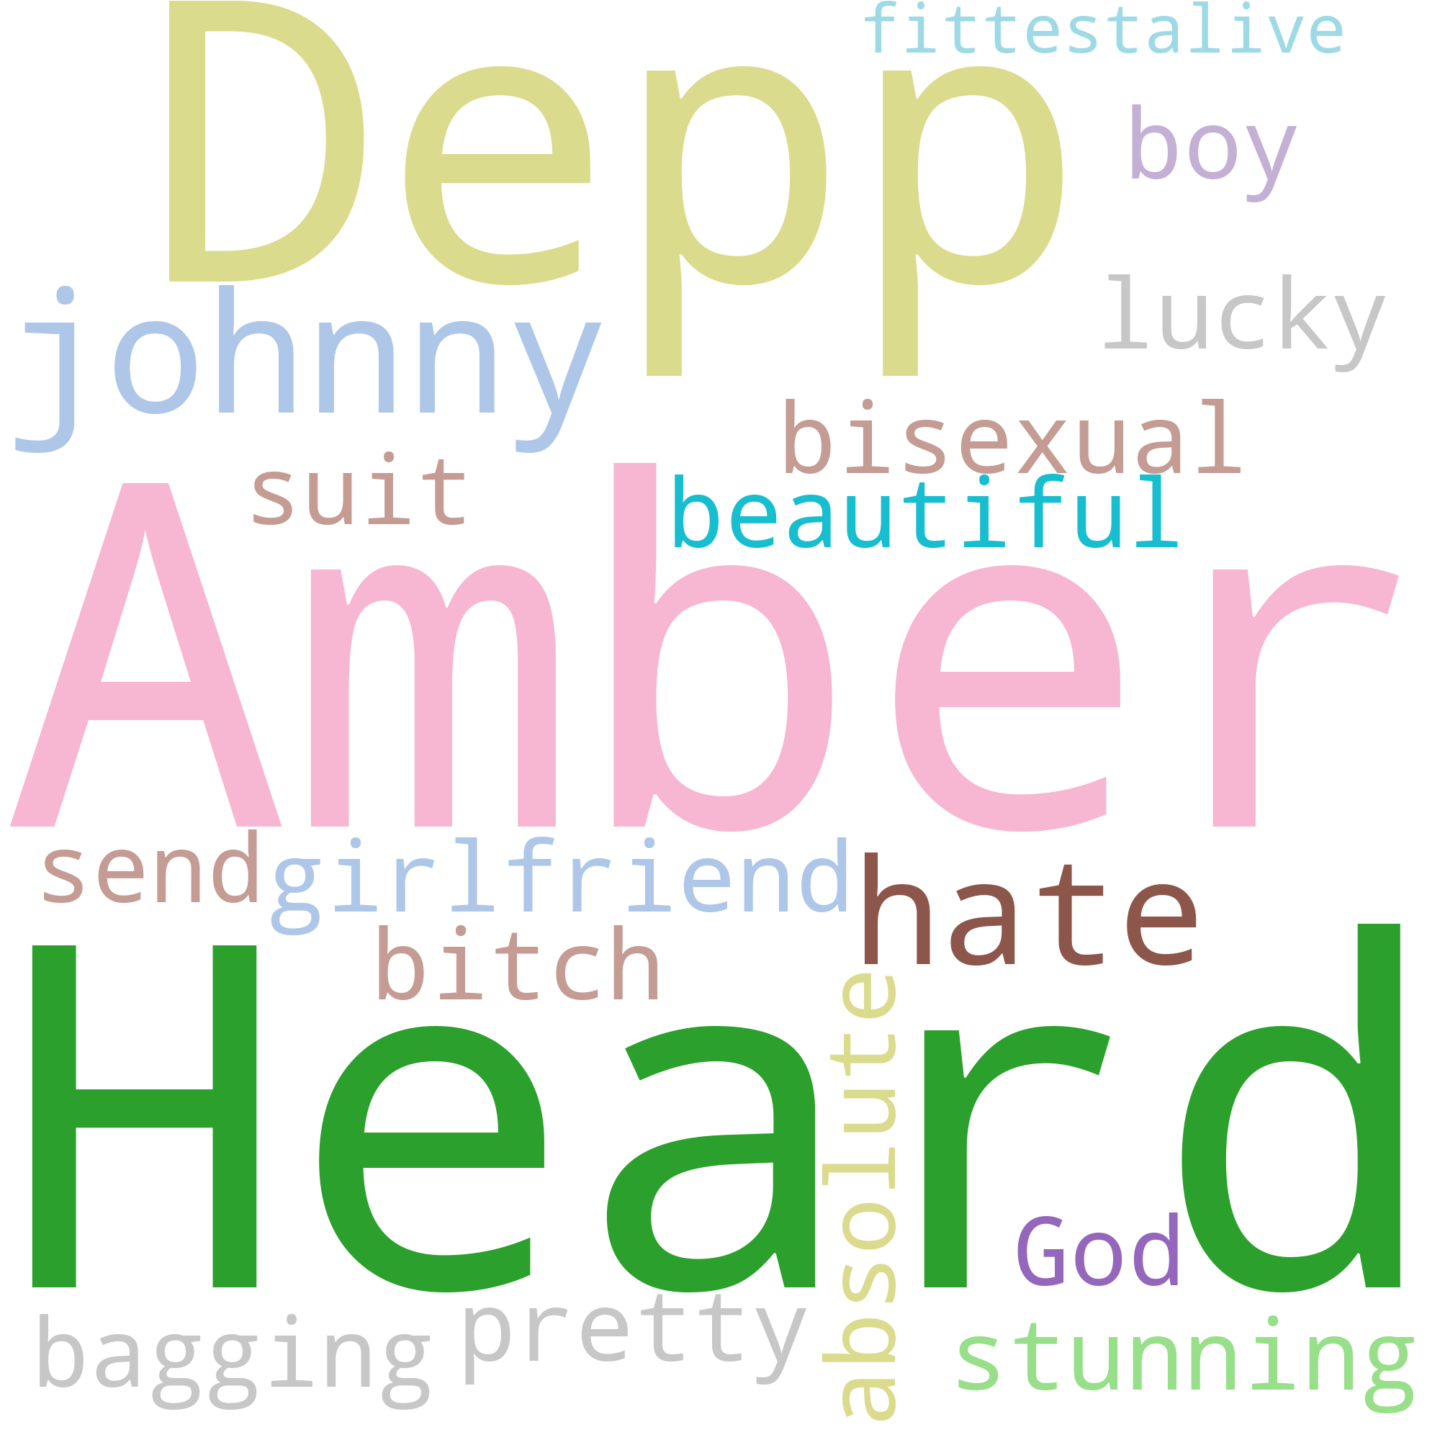 fittestalive
Depp
boy
johnny
lucky
bisexual
suit
beautiful
Amber
send
girlfriend
hate
bitch
Heard
absolute
God
bagging
pretty
stunning